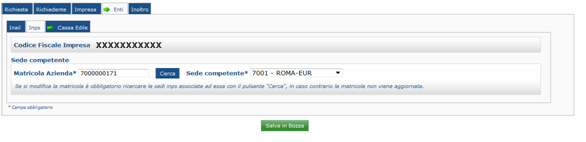 Richiesta Richiedente Impresa Enti Inoltro
Inail Inps Cassa Edile
Codice Fiscale Impresa XXXXXXXXXXX
Sede competente
Matricola Azienda* 7000000171 Cerca Sede competente* 7001 - ROMA-EUR
Se si modifica la matricola è obbligatorio ricercare le sedi inps associate ad essa con il pulsante "Cerca", in caso contrario la matricola non viene aggiornata.
* Campo obbligatorio
Salva in Bozza